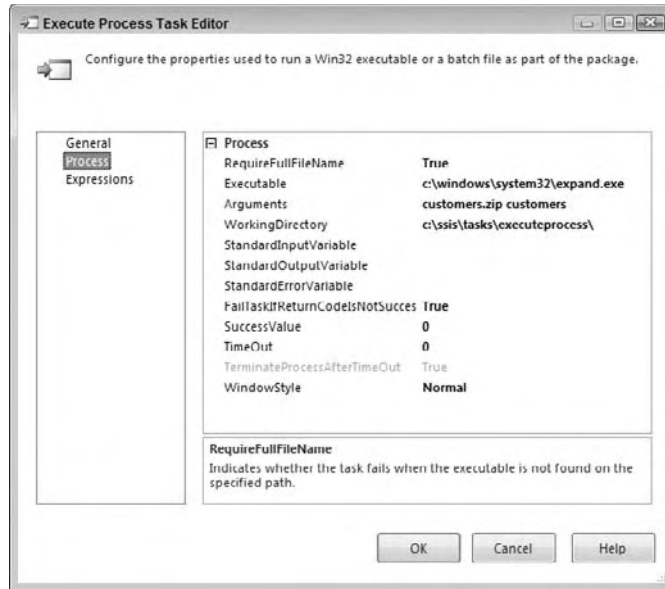 Execute Process Task Editor
Configure the properties used to run a Win32 executable or a batch file as part of the package.
General
Process
Expressions
Process
RequireFullFileName True
Executable c:\windows\system32\expand.exe
Arguments customers.zip customers
WorkingDirectory c:\ssis\tasks\executeprocess\
StandardInputVariable
StandardOutputVariable
StandardErrorVariable
FailTaskIfReturnCodeIsNotSucces True
SuccessValue 0
TimeOut 0
TerminateProcessAfterTimeOut True
WindowStyle Normal
RequireFullFileName
Indicates whether the task fails when the executable is not found on the
specified path.
OK Cancel Help